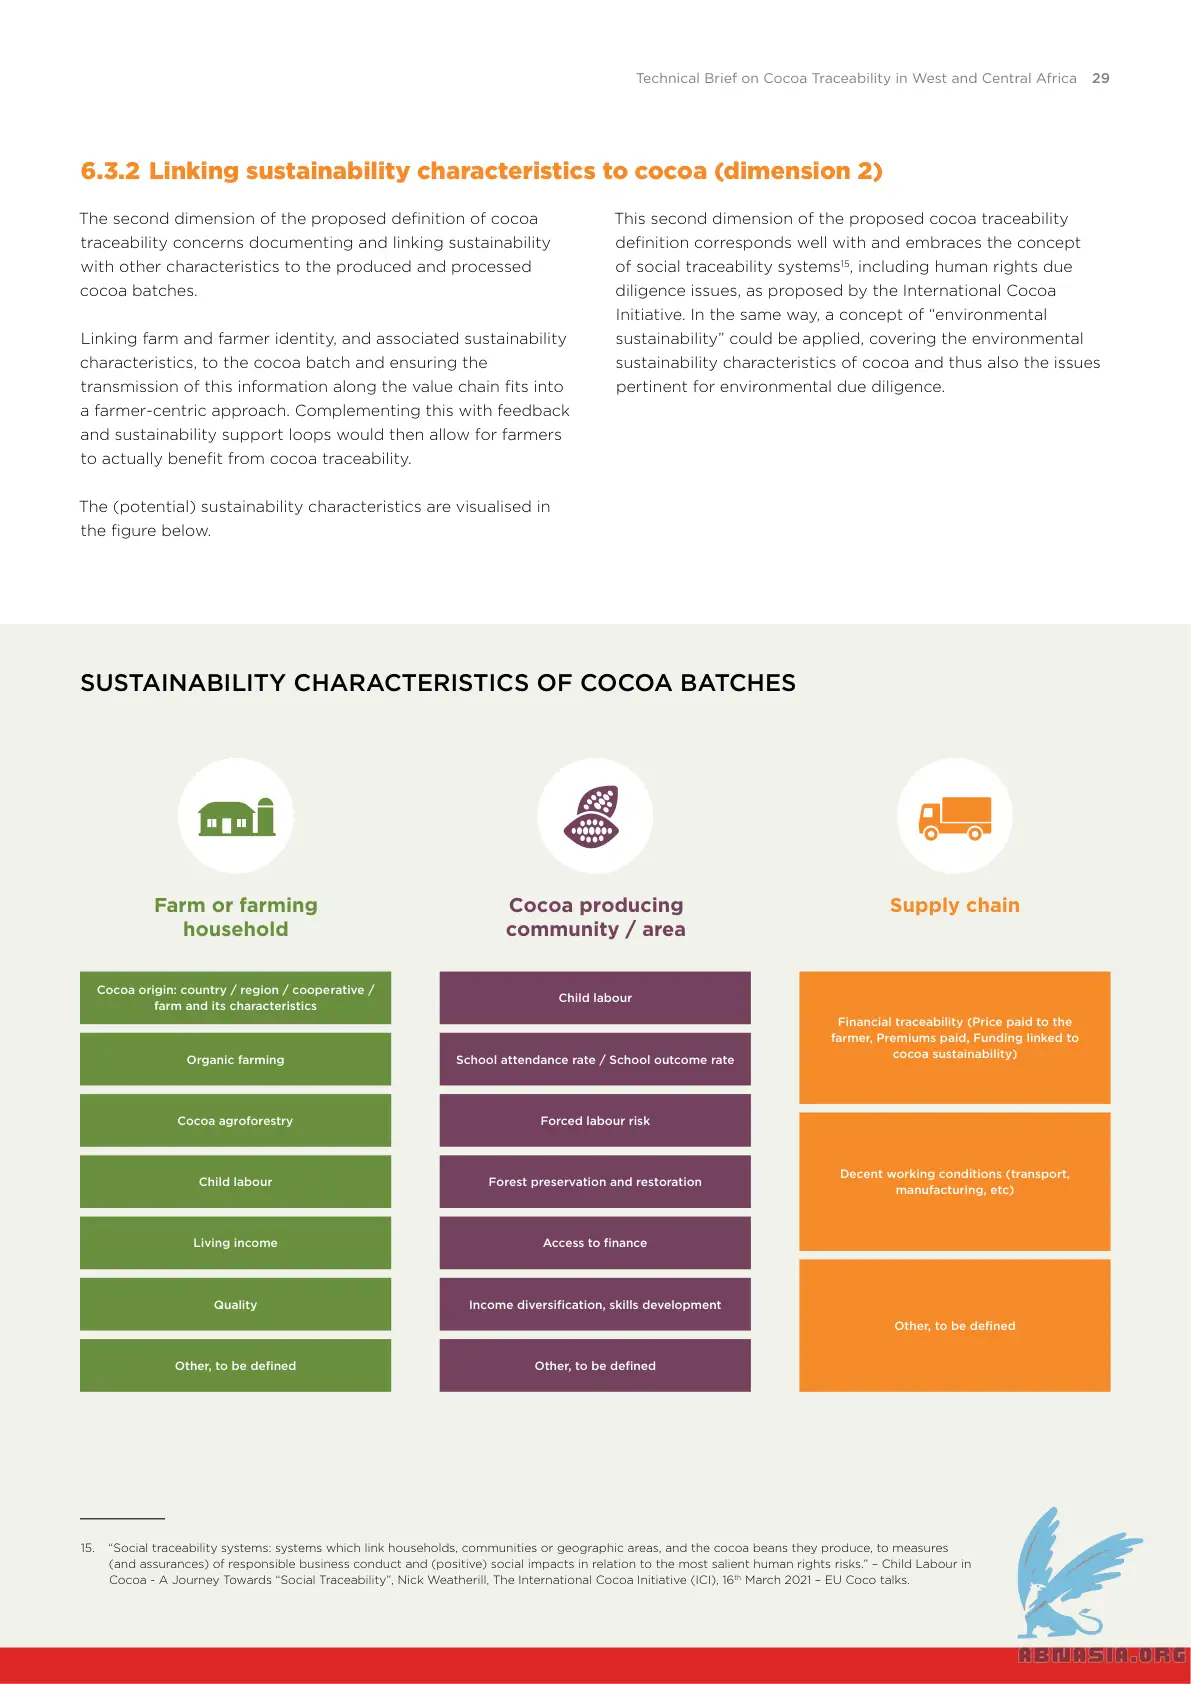 Technical Brief on Cocoa Traceability in West and Central Africa 29
6.3.2 Linking sustainability characteristics to cocoa (dimension 2)
The second dimension of the proposed definition of cocoa
traceability concerns documenting and linking sustainability
with other characteristics to the produced and processed
cocoa batches.
Linking farm and farmer identity, and associated sustainability
characteristics, to the cocoa batch and ensuring the
transmission of this information along the value chain fits into
a farmer-centric approach. Complementing this with feedback
and sustainability support loops would then allow for farmers
to actually benefit from cocoa traceability.
The (potential) sustainability characteristics are visualised in
the figure below.
This second dimension of the proposed cocoa traceability
definition corresponds well with and embraces the concept
of social traceability systems15, including human rights due
diligence issues, as proposed by the International Cocoa
Initiative. In the same way, a concept of “environmental
sustainability” could be applied, covering the environmental
sustainability characteristics of cocoa and thus also the issues
pertinent for environmental due diligence.
SUSTAINABILITY CHARACTERISTICS OF COCOA BATCHES
Farm or farming
household
Cocoa origin: country / region / cooperative /
farm and its characteristics
Organic farming
Cocoa agroforestry
Child labour
Living income
Quality
Other, to be defined
Cocoa producing
community / area
Child labour
School attendance rate / School outcome rate
Forced labour risk
Forest preservation and restoration
Access to finance
Income diversification, skills development
Other, to be defined
Supply chain
Financial traceability (Price paid to the
farmer, Premiums paid, Funding linked to
cocoa sustainability)
Decent working conditions (transport,
manufacturing, etc)
Other, to be defined
15. “Social traceability systems: systems which link households, communities or geographic areas, and the cocoa beans they produce, to measures
(and assurances) of responsible business conduct and (positive) social impacts in relation to the most salient human rights risks.” – Child Labour in
Cocoa - A Journey Towards “Social Traceability”, Nick Weatherill, The International Cocoa Initiative (ICI), 16th March 2021 – EU Coco talks.
ABNASIA.ORG